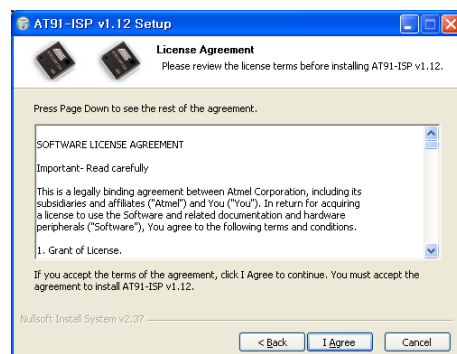 AT91-ISP v1.12 Setup
License Agreement
Please review the license terms before installing AT91-ISP v1.12.
Press Page Down to see the rest of the agreement.
SOFTWARE LICENSE AGREEMENT
Important- Read carefully
This is a legally binding agreement between Atmel Corporation, including its
subsidiaries and affiliates ("Atmel") and You ("You"). In return for acquiring
a license to use the Software and related documentation and hardware
peripherals ("Software"), You agree to the following terms and conditions.
1. Grant of License.
If you accept the terms of the agreement, click I Agree to continue. You must accept the
agreement to install AT91-ISP v1.12.
Nullsoft Install System v2.37
< Back
I Agree
Cancel